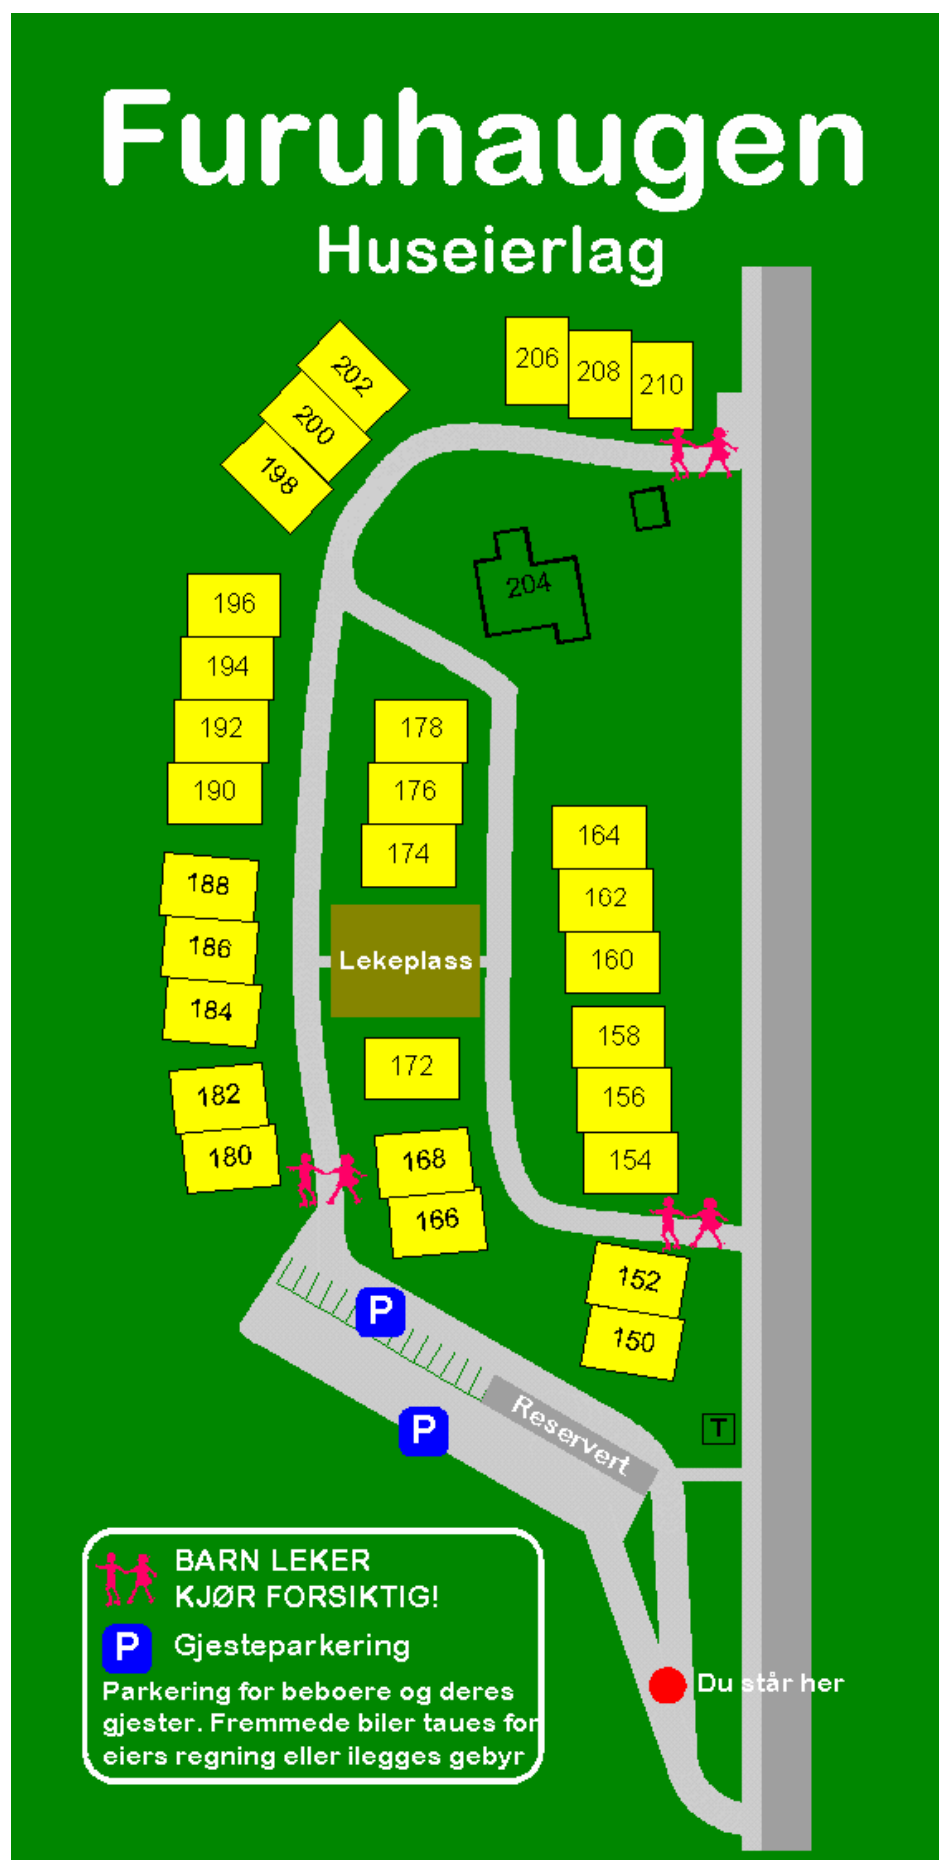 Furuhaugen
Huseierlag
206
208
210
202
200
198
204
196
194
192
190
178
176
174
164
162
160
188
186
184
Lekeplass
158
156
154
172
182
180
168
166
152
150
P
P
Reservert
T
BARN LEKER
KJØR FORSIKTIG!
P Gjesteparkering
Parkering for beboere og deres
gjester. Fremmede biler taues for
eiers regning eller ilegges gebyr
Du står her